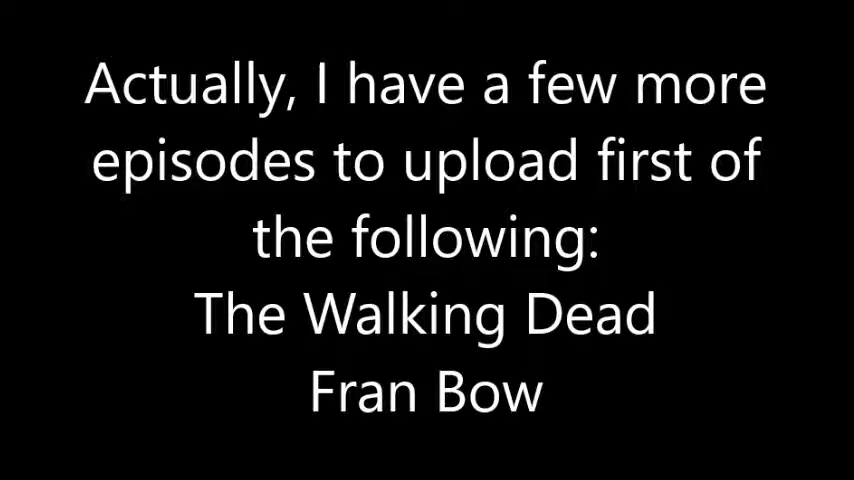 Actually, I have a few more
episodes to upload first of
the following:
The Walking Dead
Fran Bow